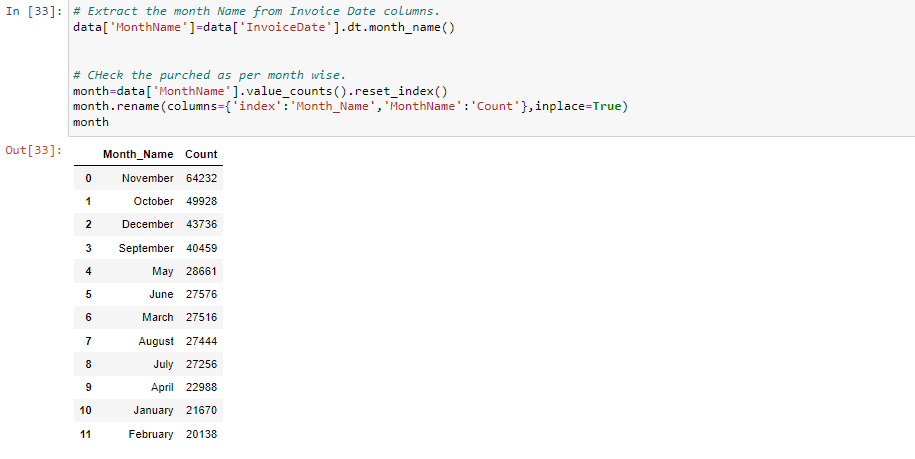 In [33]: # Extract the month Name from Invoice Date columns.
data['MonthName']=data['InvoiceDate'].dt.month_name()
# CHeck the purched as per month wise.
month=data['MonthName'].value_counts().reset_index()
month.rename(columns={'index':'Month_Name','MonthName':'Count'},inplace=True)
month
Out[33]:
Month_Name Count
0 November 64232
1 October 49928
2 December 43736
3 September 40459
4 May 28661
5 June 27576
6 March 27516
7 August 27444
8 July 27256
9 April 22988
10 January 21670
11 February 20138